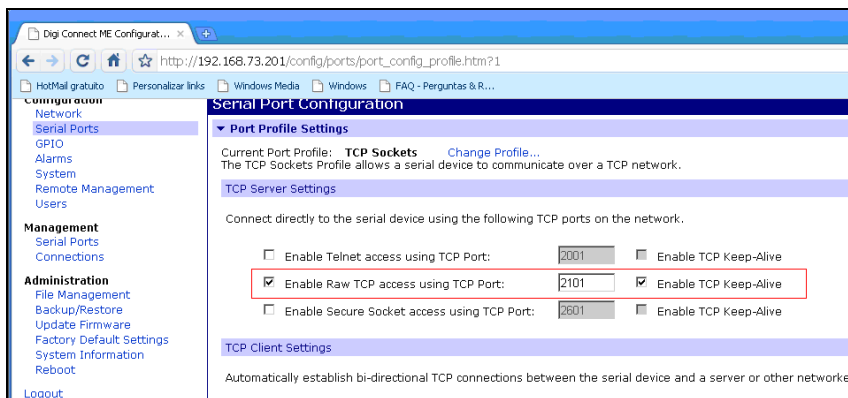 Digi Connect ME Configurat...
http://192.168.73.201/config/ports/port_config_profile.htm?1
HotMail gratuito Personalizar links Windows Media Windows FAQ - Perguntas & R...
Configuration
Network
Serial Ports
GPIO
Alarms
System
Remote Management
Users
Management
Serial Ports
Connections
Administration
File Management
Backup/Restore
Update Firmware
Factory Default Settings
System Information
Reboot
Logout
Serial Port Configuration
Port Profile Settings
Current Port Profile: TCP Sockets Change Profile...
The TCP Sockets Profile allows a serial device to communicate over a TCP network.
TCP Server Settings
Connect directly to the serial device using the following TCP ports on the network.
Enable Telnet access using TCP Port: 2001 Enable TCP Keep-Alive
Enable Raw TCP access using TCP Port: 2101 Enable TCP Keep-Alive
Enable Secure Socket access using TCP Port: 2601 Enable TCP Keep-Alive
TCP Client Settings
Automatically establish bi-directional TCP connections between the serial device and a server or other networke